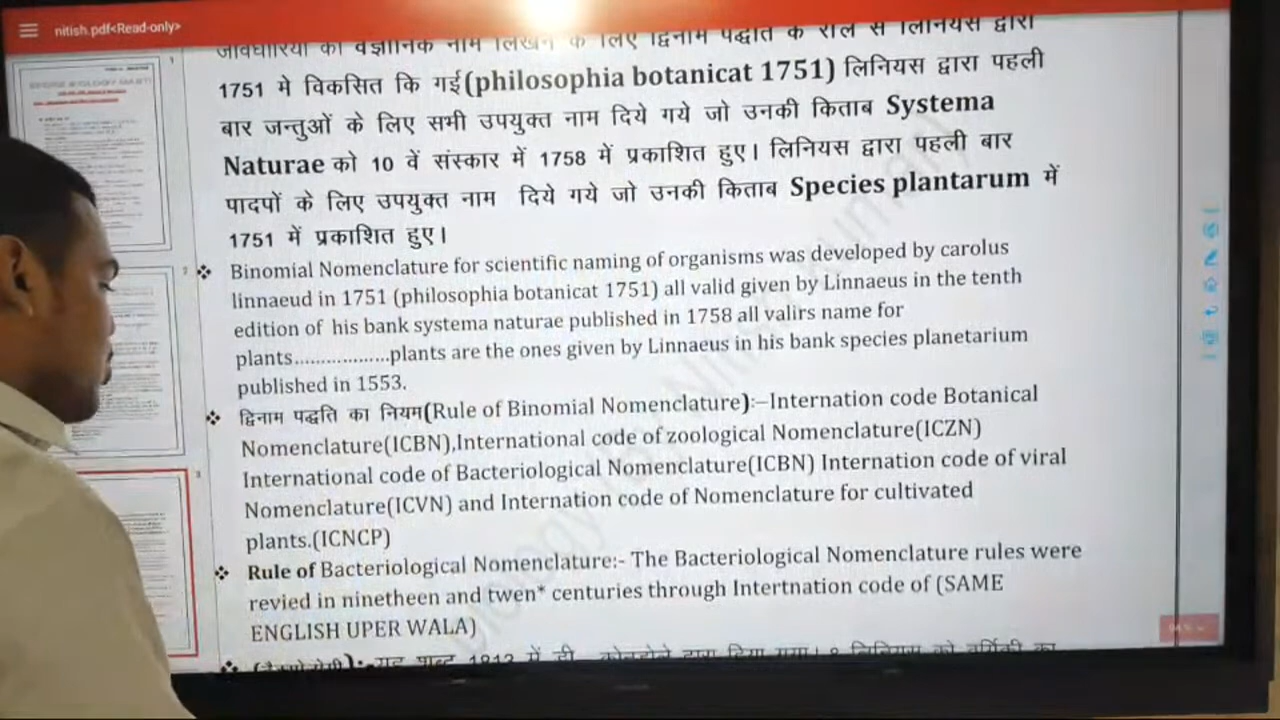 nitish.pdf<Read-only>
के लिए द्विनाम पद्धति के
1751 मे विकसित कि गई(philosophia botanicat 1751) लिनियस द्वारा पहली
बार जन्तुओं के लिए सभी उपयुक्त नाम दिये गये जो उनकी किताब Systema
Naturae को 10 वें संस्कार में 1758 में प्रकाशित हुए। लिनियस द्वारा पहली बार
पादपों के लिए उपयुक्त नाम दिये गये जो उनकी किताब Species plantarum में
1751 में प्रकाशित हुए।
❖ Binomial Nomenclature for scientific naming of organisms was developed by carolus
linnaeud in 1751 (philosophia botanicat 1751) all valid given by Linnaeus in the tenth
edition of his bank systema naturae published in 1758 all valirs name for
plants..................plants are the ones given by Linnaeus in his bank species planetarium
published in 1553.
❖ द्विनाम पद्धति का नियम(Rule of Binomial Nomenclature):–Internation code Botanical
Nomenclature(ICBN),International code of zoological Nomenclature(ICZN)
International code of Bacteriological Nomenclature(ICBN) Internation code of viral
Nomenclature(ICVN) and Internation code of Nomenclature for cultivated
plants.(ICNCP)
❖ Rule of Bacteriological Nomenclature:- The Bacteriological Nomenclature rules were
revied in ninetheen and twen* centuries through Intertnation code of (SAME
ENGLISH UPER WALA)